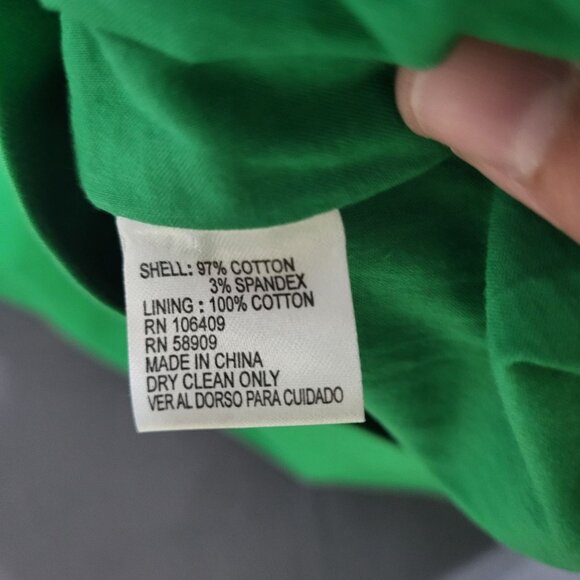 SHELL: 97% COTTON
3% SPANDEX
LINING : 100% COTTON
RN 106409
RN 58909
MADE IN CHINA
DRY CLEAN ONLY
VER AL DORSO PARA CUIDADO